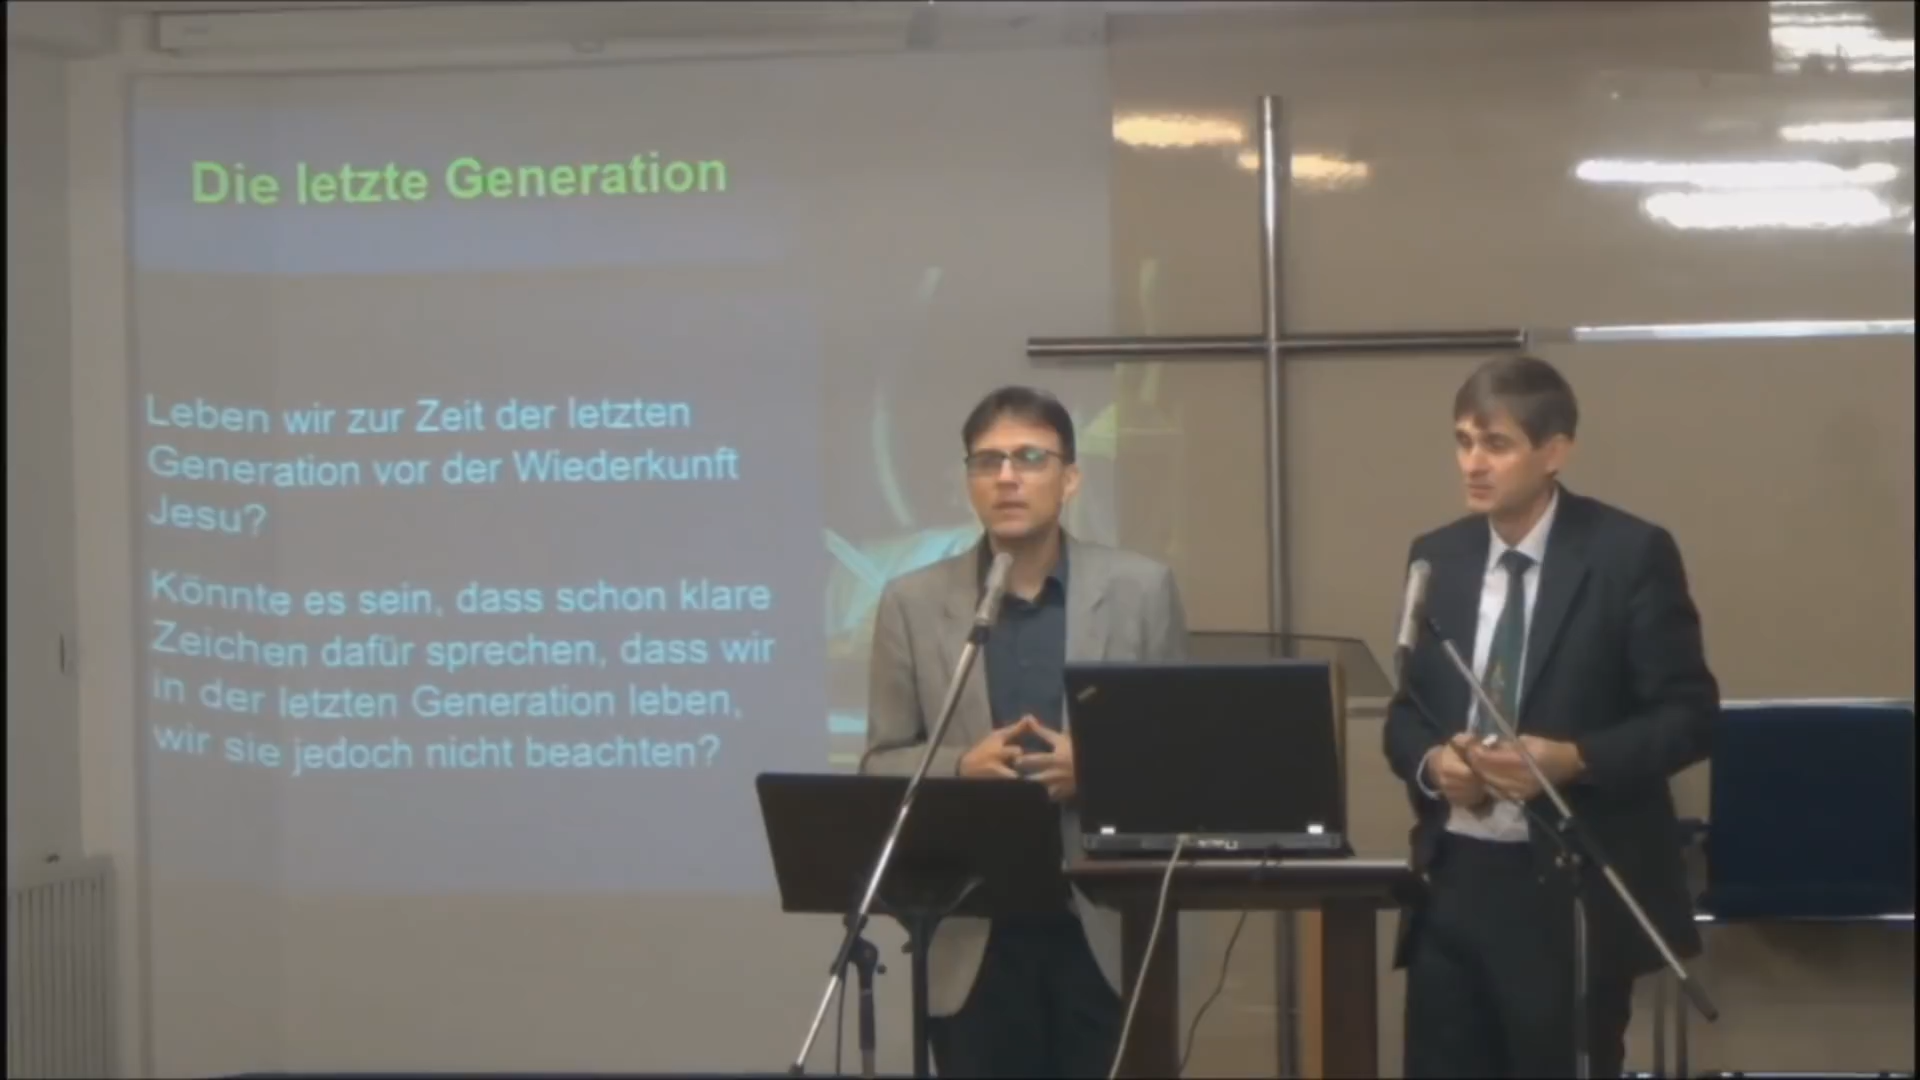 Die letzte Generation
Leben wir zur Zeit der letzten
Generation vor der Wiederkunft
Jesu?
Könnte es sein, dass schon klare
Zeichen dafür sprechen, dass wir
in der letzten Generation leben,
wir sie jedoch nicht beachten?